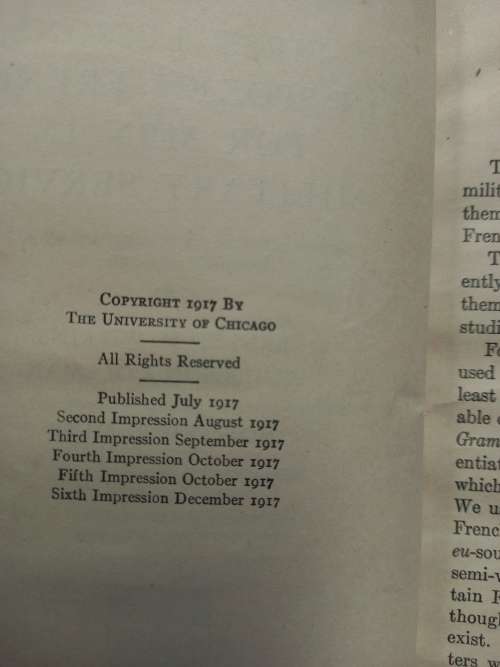 COPYRIGHT 1917 BY
THE UNIVERSITY OF CHICAGO
All Rights Reserved
Published July 1917
Second Impression August 1917
Third Impression September 1917
Fourth Impression October 1917
Fifth Impression October 1917
Sixth Impression December 1917
T
milit
them
Fren
T
ently
them
studi
Fo
used
least
able
Gram
entiat
which
We u
Frenc
eu-sou
semi-v
tain F
thoug
exist.
ters w